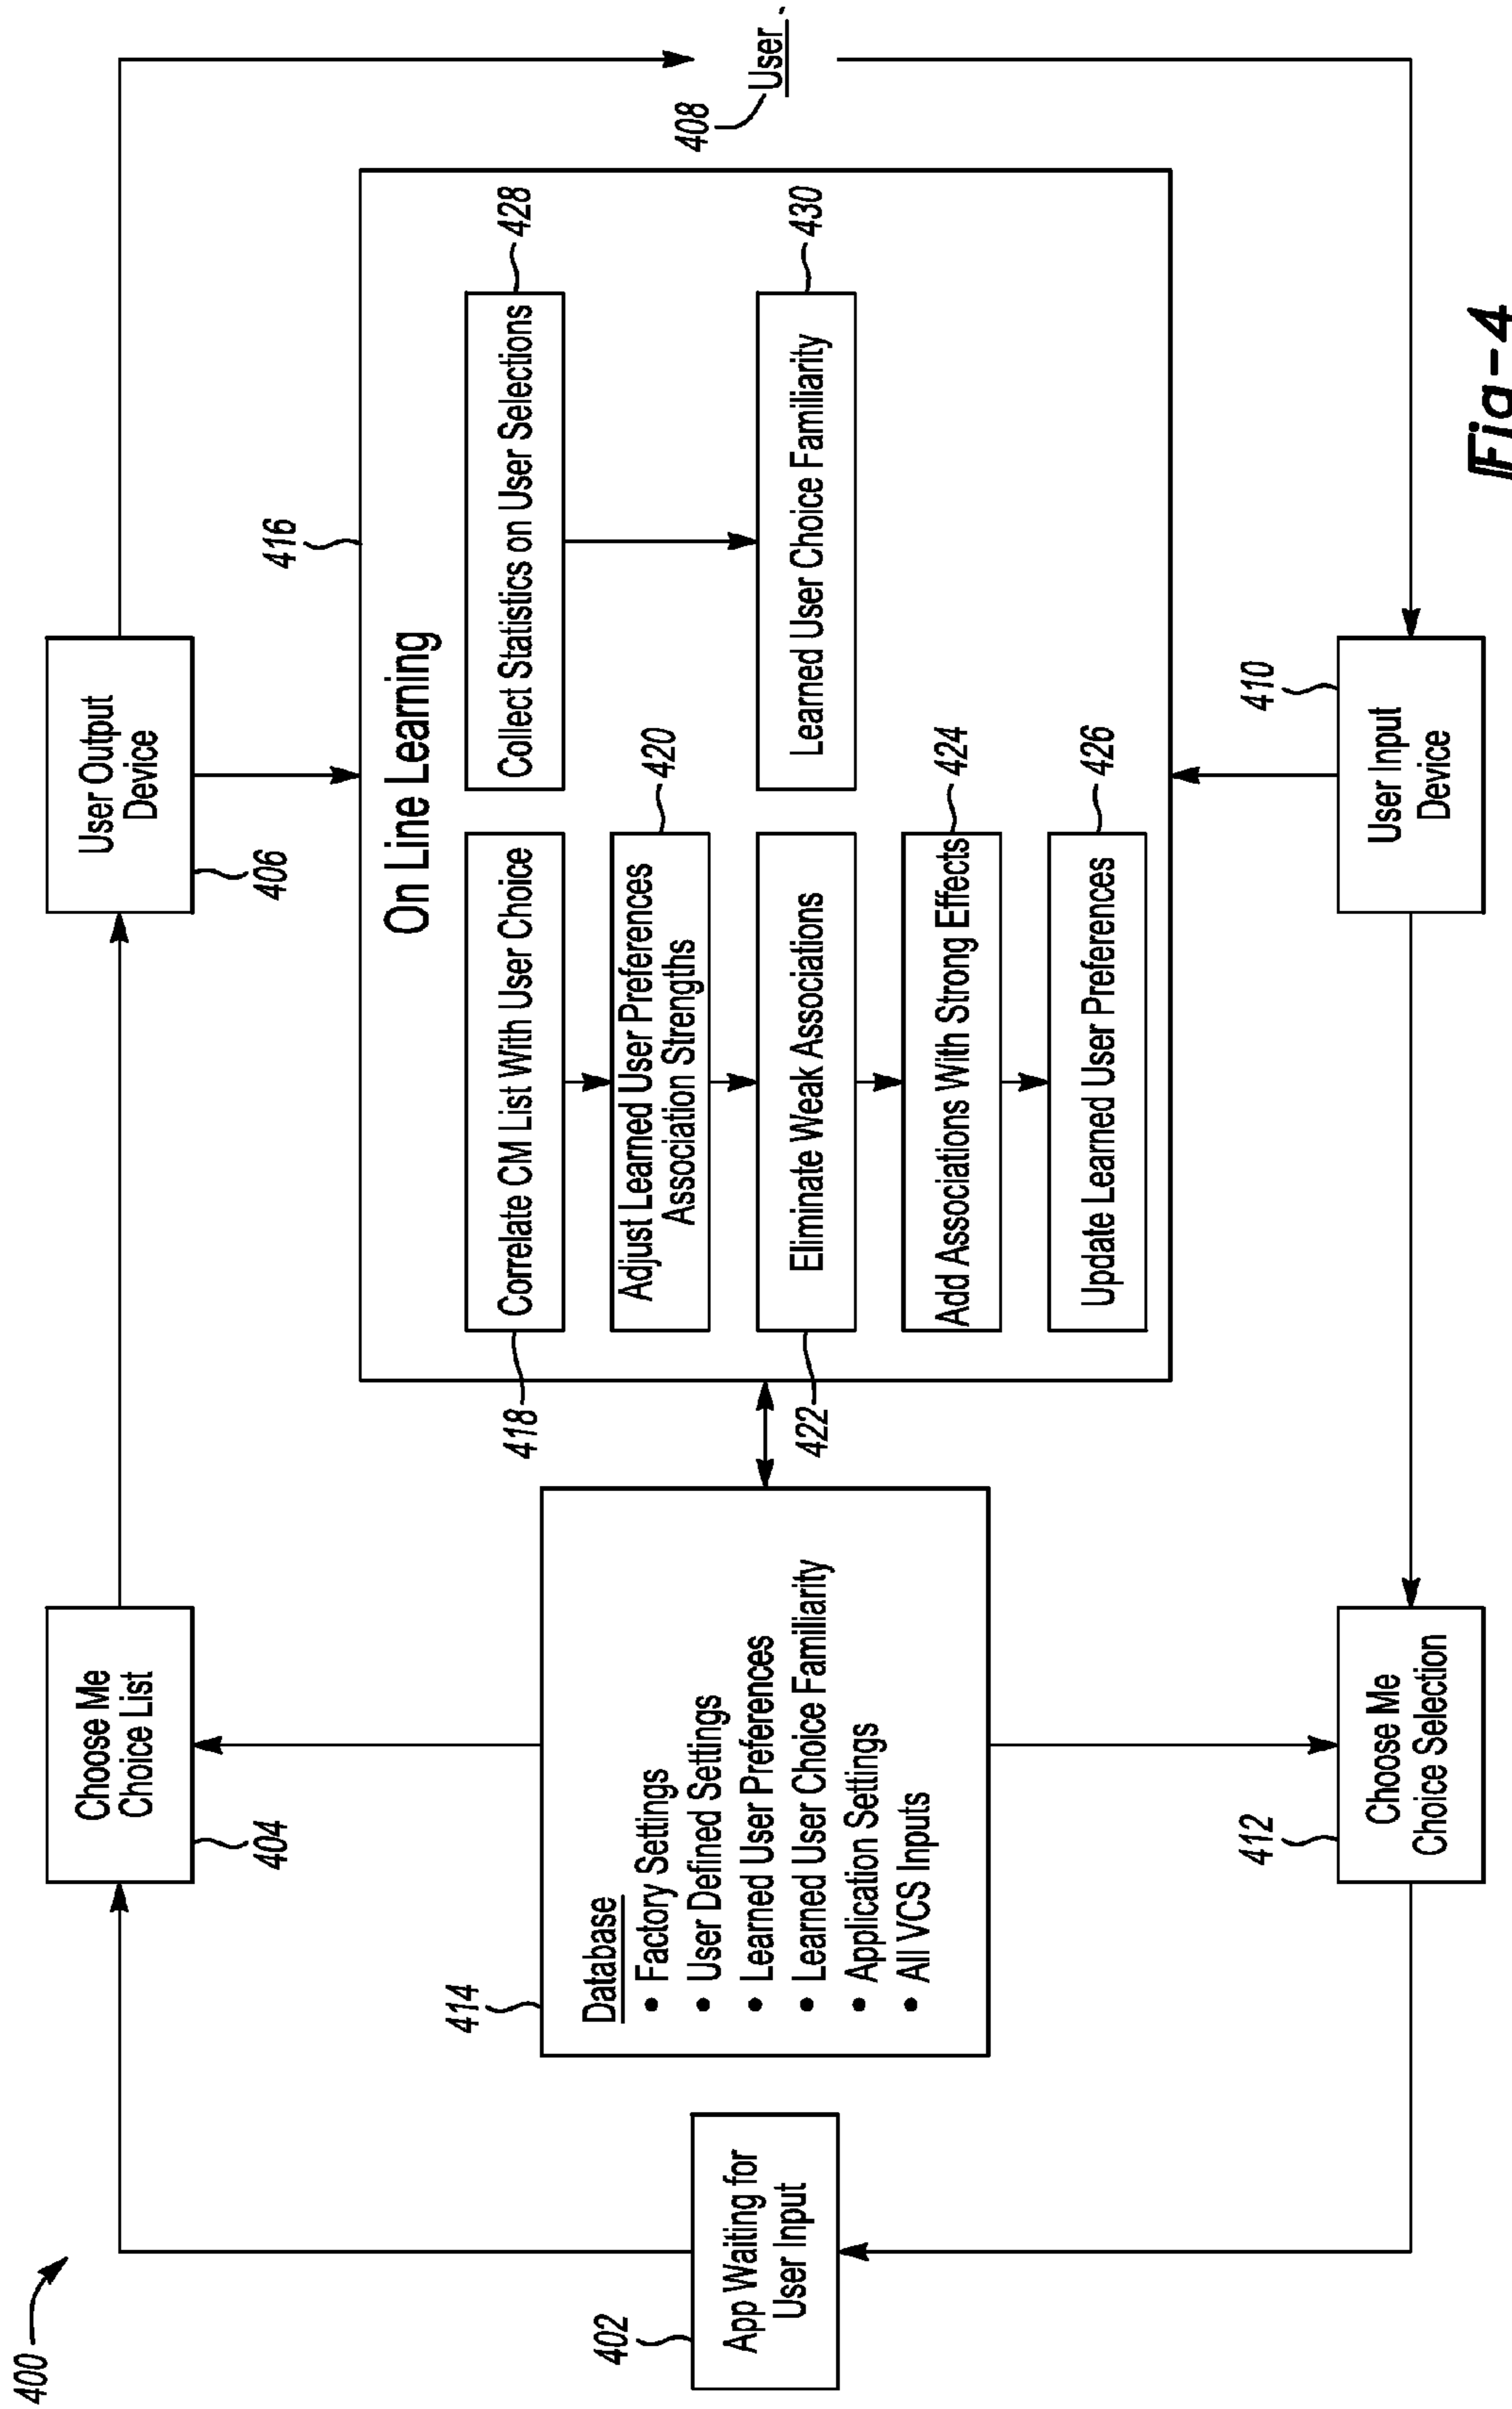 400
402
App Waiting for
User Input
404
Choose Me
Choice List
406
User Output
Device
408
User
410
User Input
Device
412
Choose Me
Choice Selection
414
Database
• Factory Settings
• User Defined Settings
• Learned User Preferences
• Learned User Choice Familiarity
• Application Settings
• All VCS Inputs
416
On Line Learning
418
Correlate CM List With User Choice
420
Adjust Learned User Preferences
Association Strengths
422
Eliminate Weak Associations
424
Add Associations With Strong Effects
426
Update Learned User Preferences
428
Collect Statistics on User Selections
430
Learned User Choice Familiarity
Fig-4